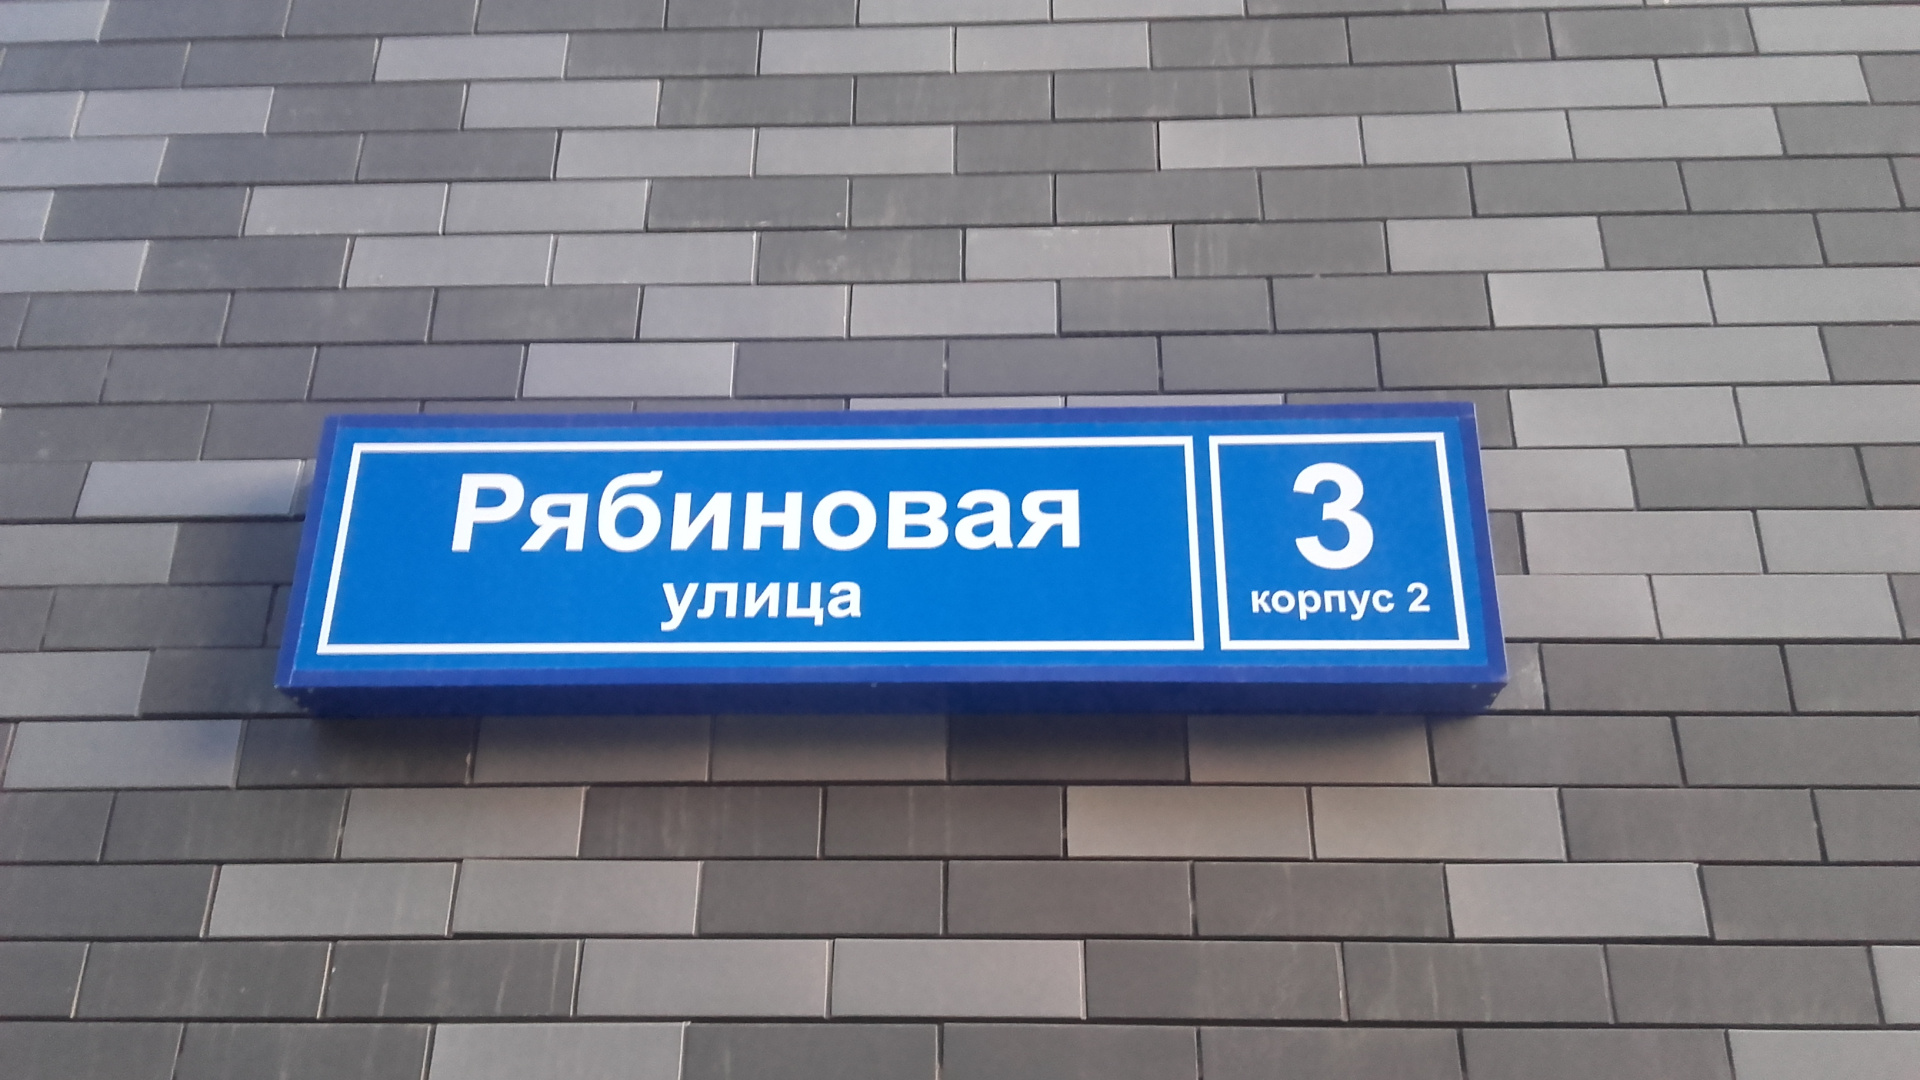 Рябиновая
улица
3
корпус 2